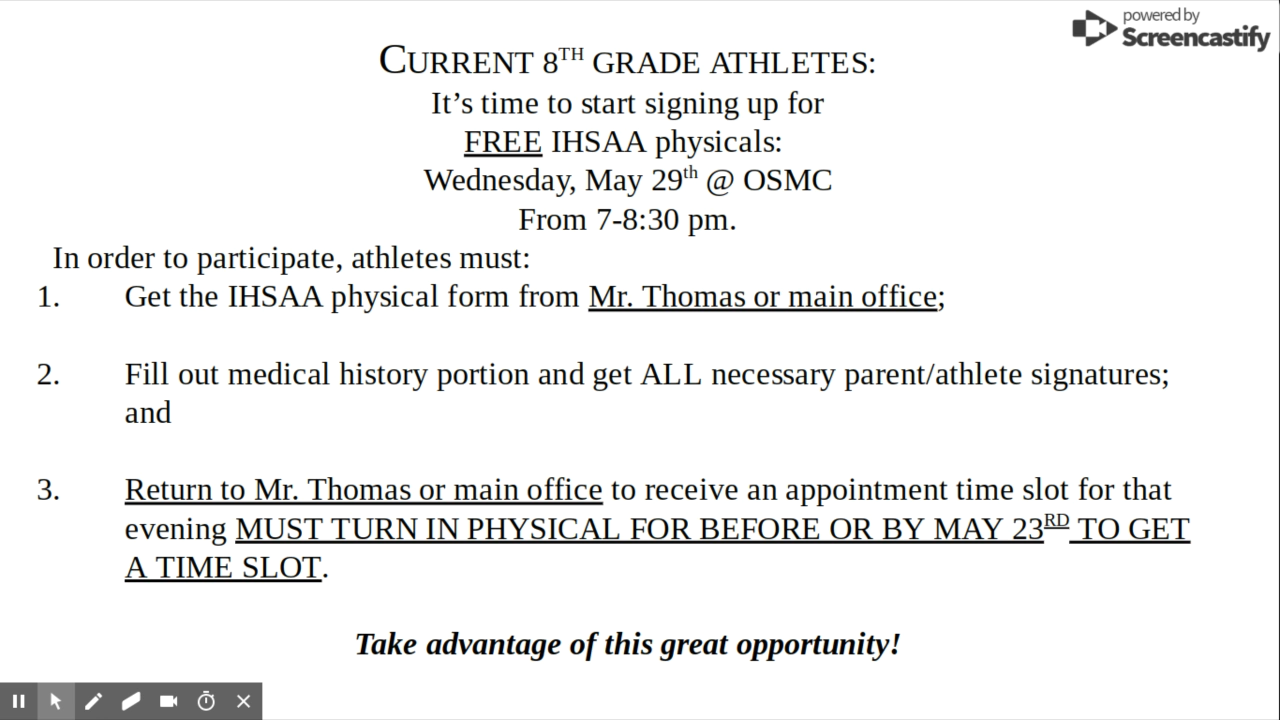 powered by
Screencastify
CURRENT 8TH GRADE ATHLETES:
It’s time to start signing up for
FREE IHSAA physicals:
Wednesday, May 29th @ OSMC
From 7-8:30 pm.
In order to participate, athletes must:
1. Get the IHSAA physical form from Mr. Thomas or main office;
2. Fill out medical history portion and get ALL necessary parent/athlete signatures;
and
3. Return to Mr. Thomas or main office to receive an appointment time slot for that
evening MUST TURN IN PHYSICAL FOR BEFORE OR BY MAY 23RD TO GET
A TIME SLOT.
Take advantage of this great opportunity!